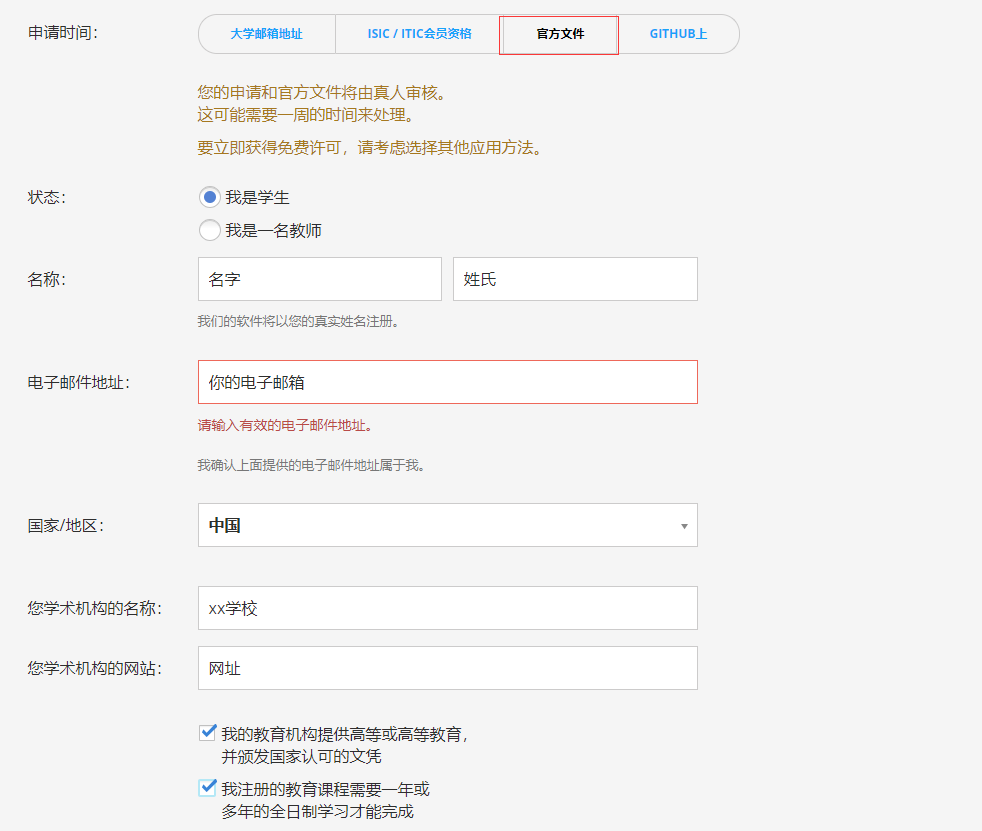 申请时间：
大学邮箱地址
ISIC / ITIC会员资格
官方文件
GITHUB上
您的申请和官方文件将由真人审核。
这可能需要一周的时间来处理。
要立即获得免费许可，请考虑选择其他应用方法。
状态：
我是学生
我是一名教师
名称：
名字
姓氏
我们的软件将以您的真实姓名注册。
电子邮件地址：
你的电子邮箱
请输入有效的电子邮件地址。
我确认上面提供的电子邮件地址属于我。
国家/地区：
中国
您学术机构的名称：
xx学校
您学术机构的网站：
网址
我的教育机构提供高等或高等教育，
并颁发国家认可的文凭
我注册的教育课程需要一年或
多年的全日制学习才能完成